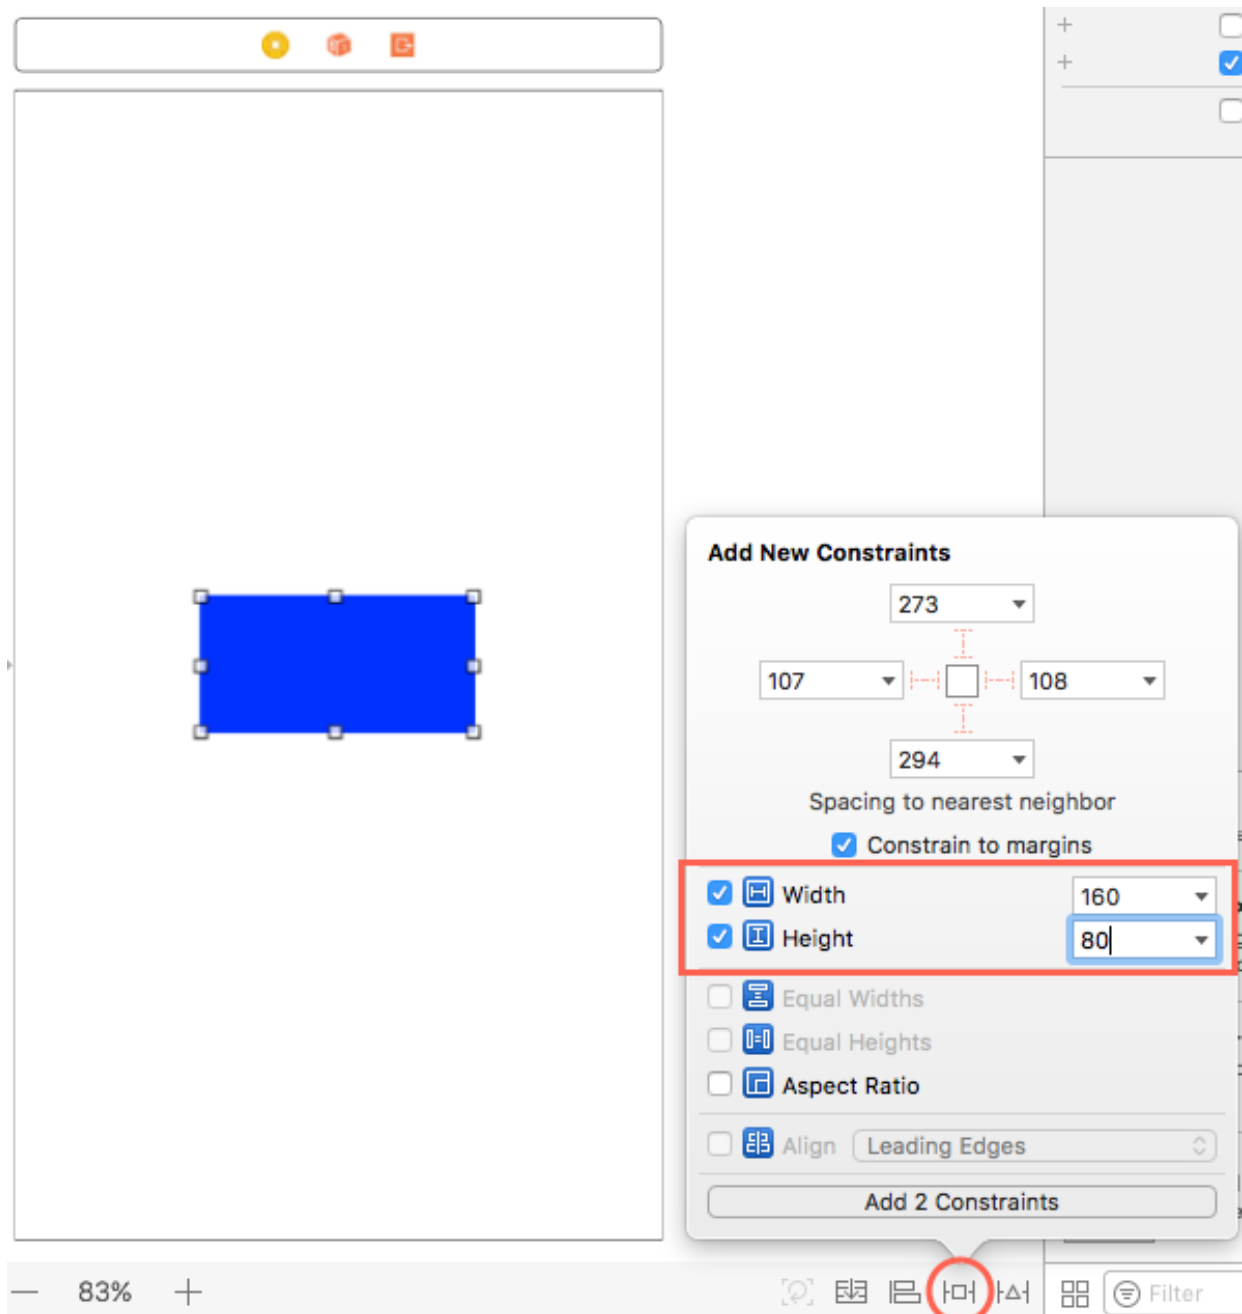 Add New Constraints
273
107
108
294
Spacing to nearest neighbor
Constrain to margins
Width 160
Height 80
Equal Widths
Equal Heights
Aspect Ratio
Align Leading Edges
Add 2 Constraints
83%
Filter